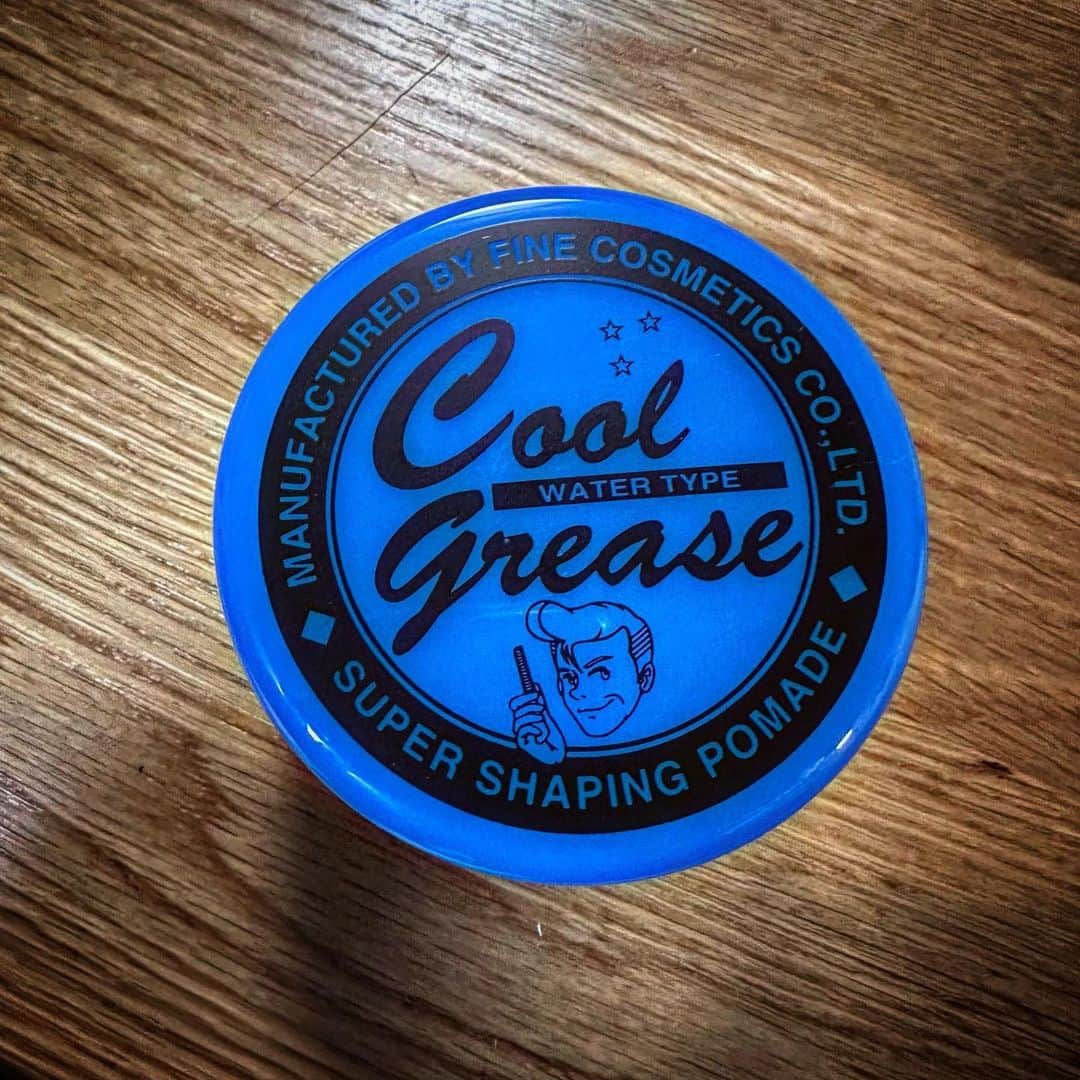 MANUFACTURED BY FINE COSMETICS CO.,LTD.
Cool
WATER TYPE
Grease
SUPER SHAPING POMADE